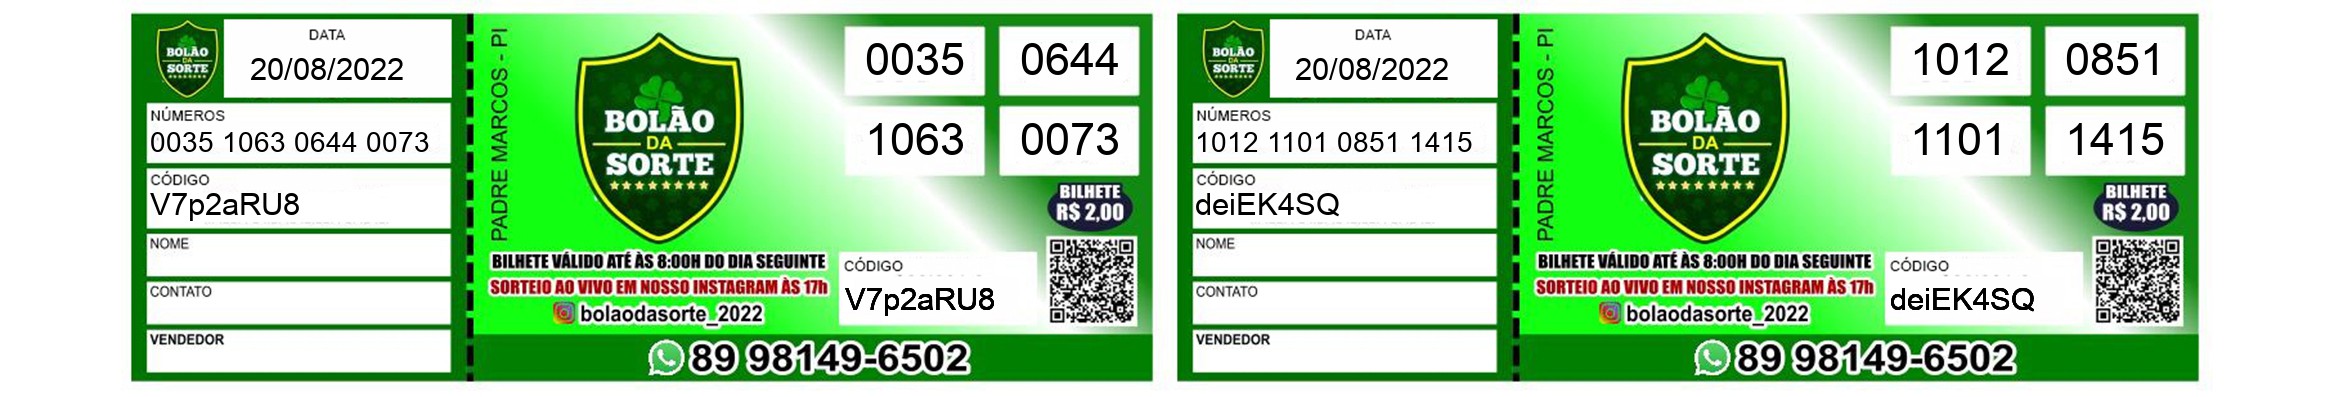 BOLÃO
DA
SORTE
DATA
20/08/2022
NÚMEROS
0035 1063 0644 0073
CÓDIGO
V7p2aRU8
NOME
CONTATO
VENDEDOR
PADRE MARCOS - PI
BOLÃO
DA
SORTE
0035 0644
1063 0073
BILHETE
R$ 2,00
BILHETE VÁLIDO ATÉ ÀS 8:00H DO DIA SEGUINTE
SORTEIO AO VIVO EM NOSSO INSTAGRAM ÀS 17h
bolaodasorte_2022
CÓDIGO
V7p2aRU8
89 98149-6502
BOLÃO
DA
SORTE
DATA
20/08/2022
NÚMEROS
1012 1101 0851 1415
CÓDIGO
deiEK4SQ
NOME
CONTATO
VENDEDOR
PADRE MARCOS - PI
BOLÃO
DA
SORTE
1012 0851
1101 1415
BILHETE
R$ 2,00
BILHETE VÁLIDO ATÉ ÀS 8:00H DO DIA SEGUINTE
SORTEIO AO VIVO EM NOSSO INSTAGRAM ÀS 17h
bolaodasorte_2022
CÓDIGO
deiEK4SQ
89 98149-6502